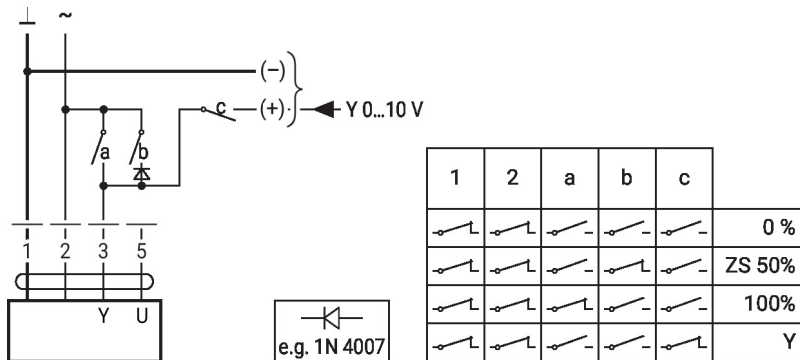 ⊥ ~
(–)
c (+) Y 0...10 V
a b
1 2 3 5
Y U
e.g. 1N 4007
1 2 a b c
0 %
ZS 50%
100%
Y